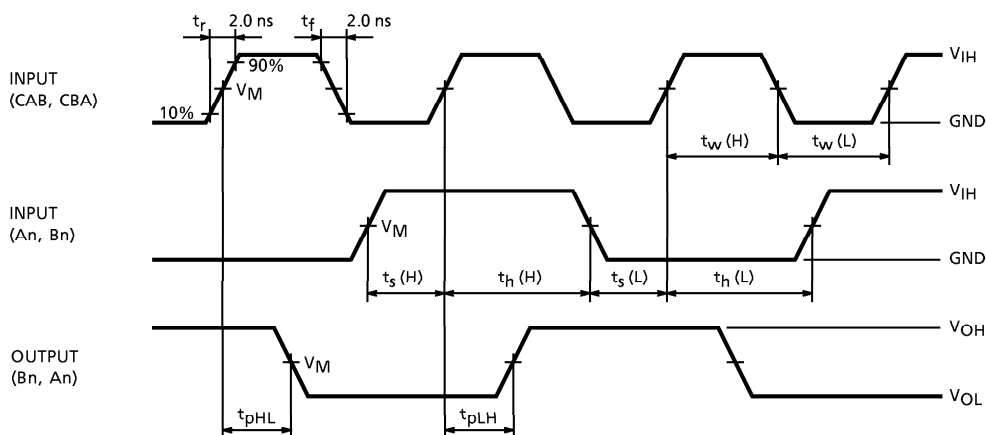 tr 2.0 ns tf 2.0 ns
INPUT
(CAB, CBA)
90%
VM
10%
VIH
GND
tw (H) tw (L)
INPUT
(An, Bn)
VM
VIH
GND
ts (H) th (H) ts (L) th (L)
OUTPUT
(Bn, An)
VM
VOH
VOL
tpHL tpLH